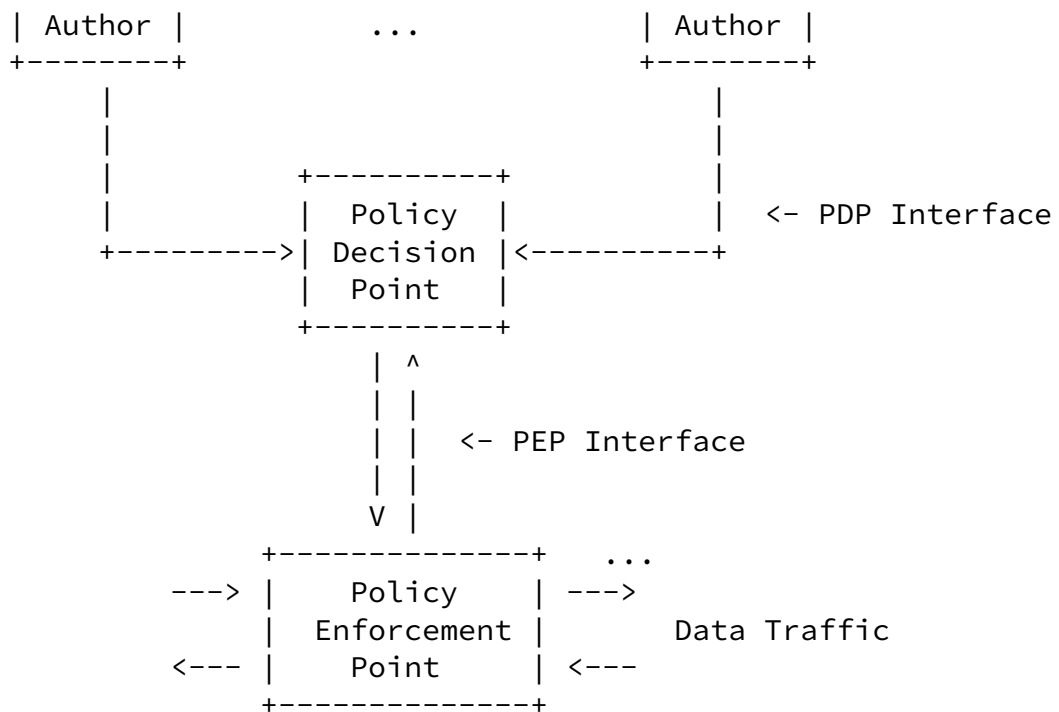 | Author |          ...            | Author |
+--------+                         +--------+
     |                                 |
     |                                 |
     |          +----------+           |
     |          |  Policy  |           |  <- PDP Interface
     +--------->| Decision |<----------+
                |  Point   |
                +----------+
                    | ^
                    | |
                    | |  <- PEP Interface
                    | |
                    V |
              +--------------+   ...
         ---> |    Policy    | --->
              |  Enforcement |       Data Traffic
         <--- |    Point     | <---
              +--------------+